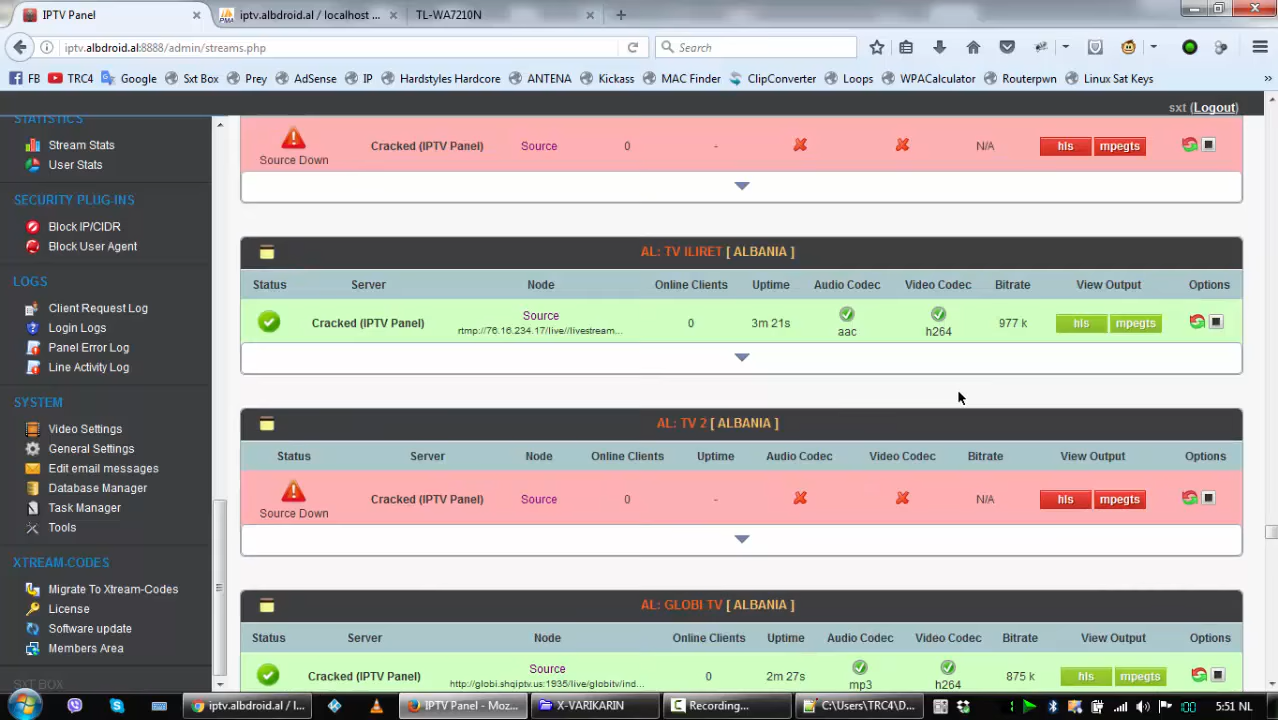 IPTV Panel
iptv.albdroid.al / localhost ...
TL-WA7210N
iptv.albdroid.al:8888/admin/streams.php
Search
FB TRC4 Google Sxt Box Prey AdSense IP Hardstyles Hardcore ANTENA Kickass MAC Finder ClipConverter Loops WPACalculator Routerpwn Linux Sat Keys »
sxt (Logout)
STATISTICS
Stream Stats
User Stats
SECURITY PLUG-INS
Block IP/CIDR
Block User Agent
LOGS
Client Request Log
Login Logs
Panel Error Log
Line Activity Log
SYSTEM
Video Settings
General Settings
Edit email messages
Database Manager
Task Manager
Tools
XTREAM-CODES
Migrate To Xtream-Codes
License
Software update
Members Area
SXT BOX
Source Down Cracked (IPTV Panel) Source 0 - N/A hls mpegts
AL: TV ILIRET [ ALBANIA ]
Status Server Node Online Clients Uptime Audio Codec Video Codec Bitrate View Output Options
Cracked (IPTV Panel) Source 0 3m 21s aac h264 977 k hls mpegts
rtmp://76.16.234.17/live//livestream...
AL: TV 2 [ ALBANIA ]
Status Server Node Online Clients Uptime Audio Codec Video Codec Bitrate View Output Options
Source Down Cracked (IPTV Panel) Source 0 - N/A hls mpegts
AL: GLOBI TV [ ALBANIA ]
Status Server Node Online Clients Uptime Audio Codec Video Codec Bitrate View Output Options
Cracked (IPTV Panel) Source 0 2m 27s mp3 h264 875 k hls mpegts
http://globi.shqiptv.us:1935/live/globitv/ind...
iptv.albdroid.al / l... IPTV Panel - Moz... X-VARIKARIN Recording... C:\Users\TRC4\D... 5:51 NL